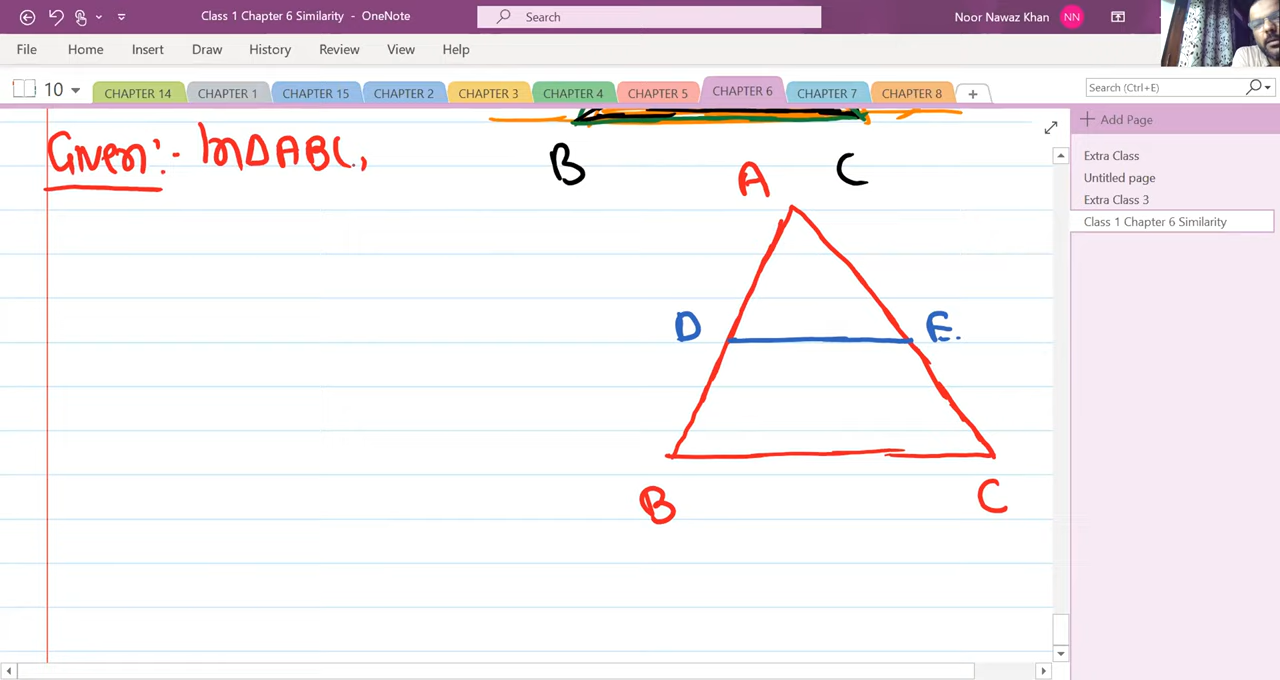 Class 1 Chapter 6 Similarity - OneNote
Search
Noor Nawaz Khan NN
File Home Insert Draw History Review View Help
10 CHAPTER 14 CHAPTER 1 CHAPTER 15 CHAPTER 2 CHAPTER 3 CHAPTER 4 CHAPTER 5 CHAPTER 6 CHAPTER 7 CHAPTER 8 +
Search (Ctrl+E)
Add Page
Extra Class
Untitled page
Extra Class 3
Class 1 Chapter 6 Similarity
Given:- In ΔABC,
B C
A
D E.
B C